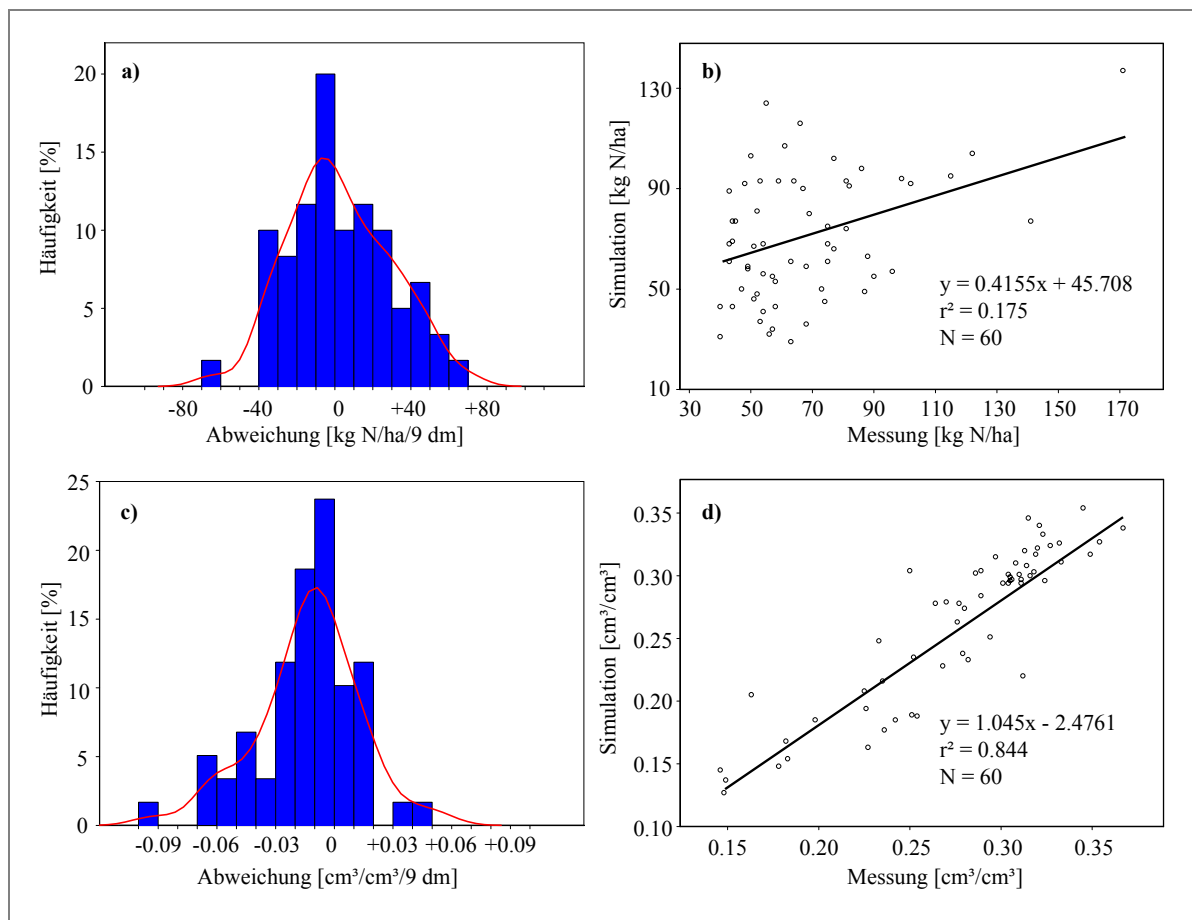 a)
20
15
10
5
0
Häufigkeit [%]
-80 -40 0 +40 +80
Abweichung [kg N/ha/9 dm]
b)
130
90
50
10
Simulation [kg N/ha]
y = 0.4155x + 45.708
r² = 0.175
N = 60
30 50 70 90 110 130 150 170
Messung [kg N/ha]
c)
25
20
15
10
5
0
Häufigkeit [%]
-0.09 -0.06 -0.03 0 +0.03 +0.06 +0.09
Abweichung [cm³/cm³/9 dm]
d)
0.35
0.30
0.25
0.20
0.15
0.10
Simulation [cm³/cm³]
y = 1.045x - 2.4761
r² = 0.844
N = 60
0.15 0.20 0.25 0.30 0.35
Messung [cm³/cm³]